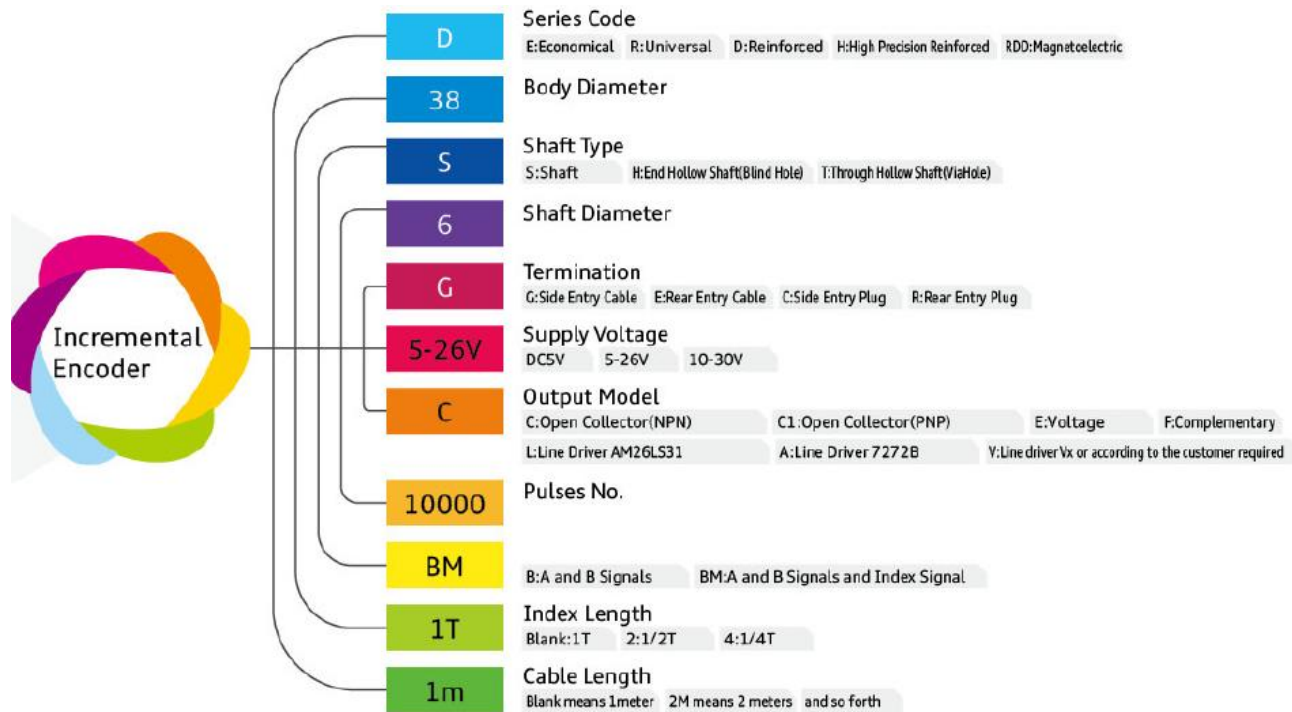 Incremental
Encoder
D
Series Code
E:Economical R:Universal D:Reinforced H:High Precision Reinforced RDD:Magnetoelectric
38
Body Diameter
S
Shaft Type
S:Shaft H:End Hollow Shaft(Blind Hole) T:Through Hollow Shaft(ViaHole)
6
Shaft Diameter
G
Termination
G:Side Entry Cable E:Rear Entry Cable C:Side Entry Plug R:Rear Entry Plug
5-26V
Supply Voltage
DC5V 5-26V 10-30V
C
Output Model
C:Open Collector(NPN) C1:Open Collector(PNP) E:Voltage F:Complementary
L:Line Driver AM26LS31 A:Line Driver 7272B V:Line driver Vx or according to the customer required
10000
Pulses No.
BM
B:A and B Signals BM:A and B Signals and Index Signal
1T
Index Length
Blank:1T 2:1/2T 4:1/4T
1m
Cable Length
Blank means 1meter 2M means 2 meters and so forth